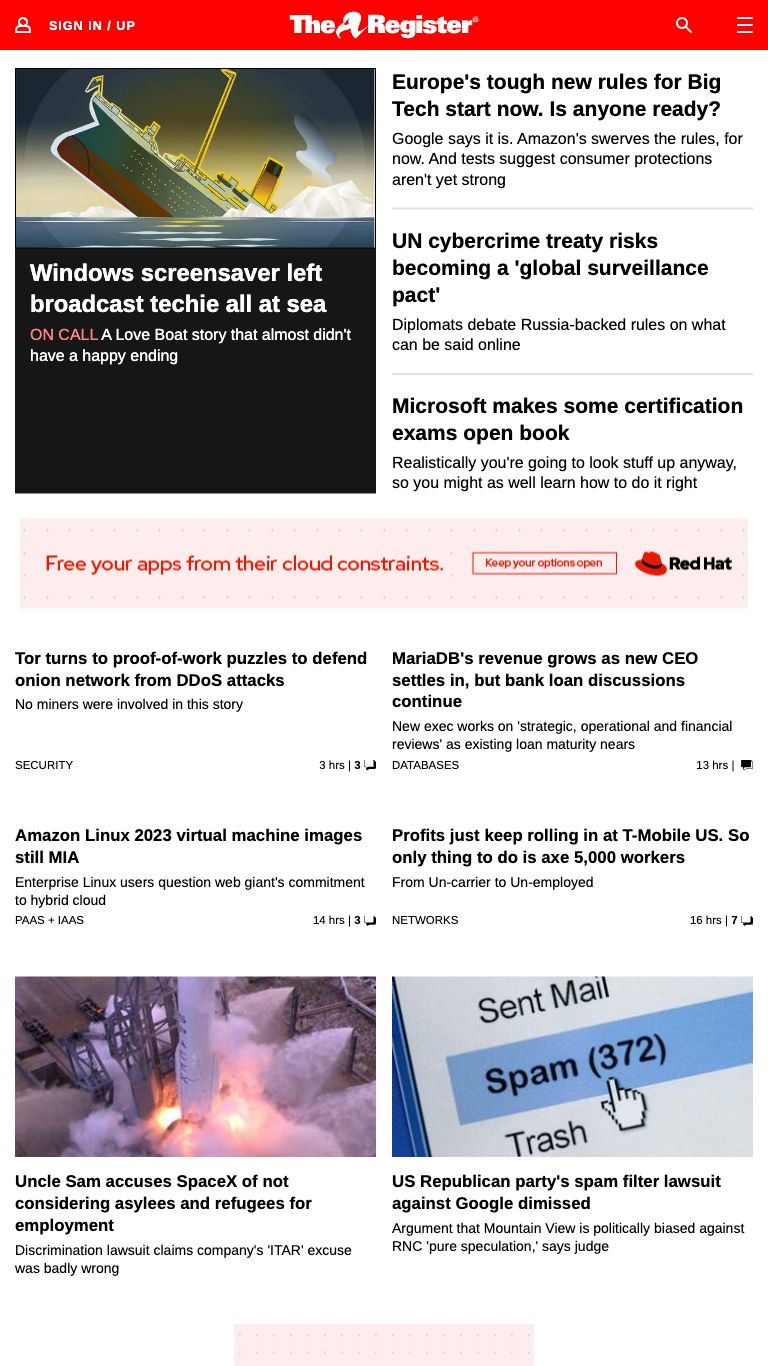 SIGN IN / UP
The Register®
Windows screensaver left
broadcast techie all at sea
ON CALL A Love Boat story that almost didn't
have a happy ending
Europe's tough new rules for Big
Tech start now. Is anyone ready?
Google says it is. Amazon's swerves the rules, for
now. And tests suggest consumer protections
aren't yet strong
UN cybercrime treaty risks
becoming a 'global surveillance
pact'
Diplomats debate Russia-backed rules on what
can be said online
Microsoft makes some certification
exams open book
Realistically you're going to look stuff up anyway,
so you might as well learn how to do it right
Free your apps from their cloud constraints.
Keep your options open
Red Hat
Tor turns to proof-of-work puzzles to defend
onion network from DDoS attacks
No miners were involved in this story
SECURITY
3 hrs | 3
MariaDB's revenue grows as new CEO
settles in, but bank loan discussions
continue
New exec works on 'strategic, operational and financial
reviews' as existing loan maturity nears
DATABASES
13 hrs |
Amazon Linux 2023 virtual machine images
still MIA
Enterprise Linux users question web giant's commitment
to hybrid cloud
PAAS + IAAS
14 hrs | 3
Profits just keep rolling in at T-Mobile US. So
only thing to do is axe 5,000 workers
From Un-carrier to Un-employed
NETWORKS
16 hrs | 7
Uncle Sam accuses SpaceX of not
considering asylees and refugees for
employment
Discrimination lawsuit claims company's 'ITAR' excuse
was badly wrong
Sent Mail
Spam (372)
Trash
US Republican party's spam filter lawsuit
against Google dimissed
Argument that Mountain View is politically biased against
RNC 'pure speculation,' says judge